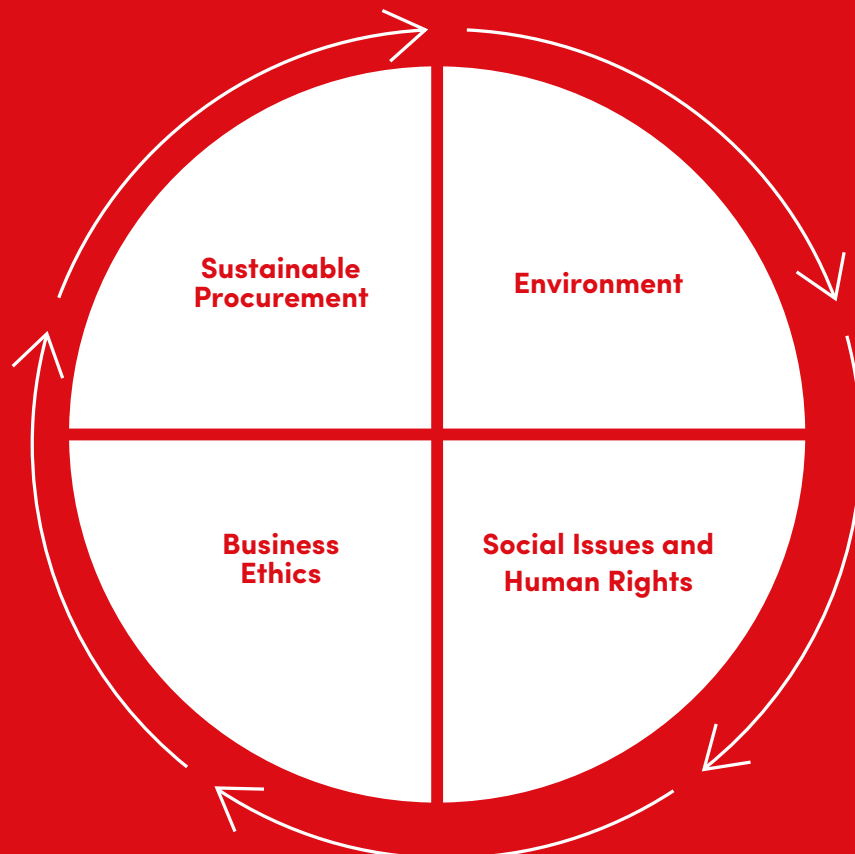 Sustainable
Procurement
Environment
Business
Ethics
Social Issues and
Human Rights